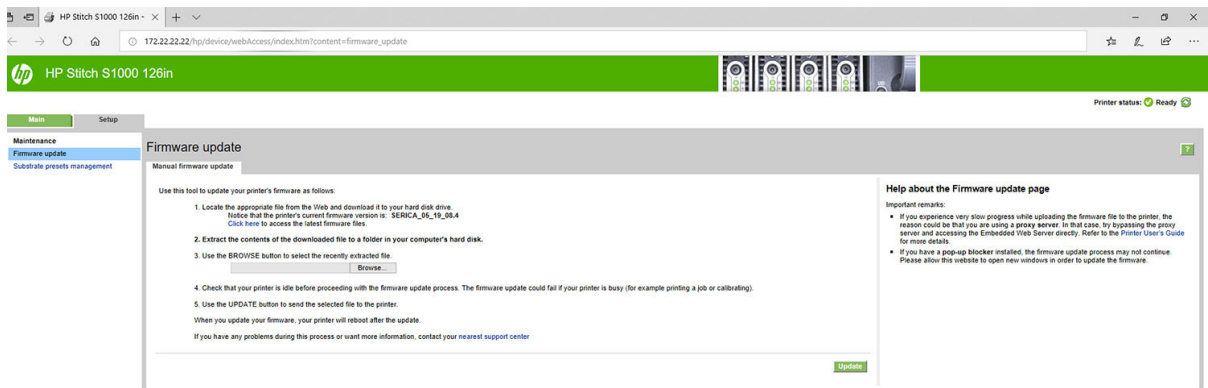 HP Stitch S1000 126in -
172.22.22.22/hp/device/webAccess/index.htm?content=firmware_update
hp
HP Stitch S1000 126in
Printer status: Ready
Main
Setup
Maintenance
Firmware update
Substrate presets management
Firmware update
?
Manual firmware update
Use this tool to update your printer's firmware as follows:
1. Locate the appropriate file from the Web and download it to your hard disk drive.
Notice that the printer's current firmware version is: SERICA_05_19_08.4
Click here to access the latest firmware files.
2. Extract the contents of the downloaded file to a folder in your computer's hard disk.
3. Use the BROWSE button to select the recently extracted file.
Browse...
4. Check that your printer is idle before proceeding with the firmware update process. The firmware update could fail if your printer is busy (for example printing a job or calibrating).
5. Use the UPDATE button to send the selected file to the printer.
When you update your firmware, your printer will reboot after the update.
If you have any problems during this process or want more information, contact your nearest support center
Update
Help about the Firmware update page
Important remarks:
If you experience very slow progress while uploading the firmware file to the printer, the
reason could be that you are using a proxy server. In that case, try bypassing the proxy
server and accessing the Embedded Web Server directly. Refer to the Printer User's Guide
for more details.
If you have a pop-up blocker installed, the firmware update process may not continue.
Please allow this website to open new windows in order to update the firmware.